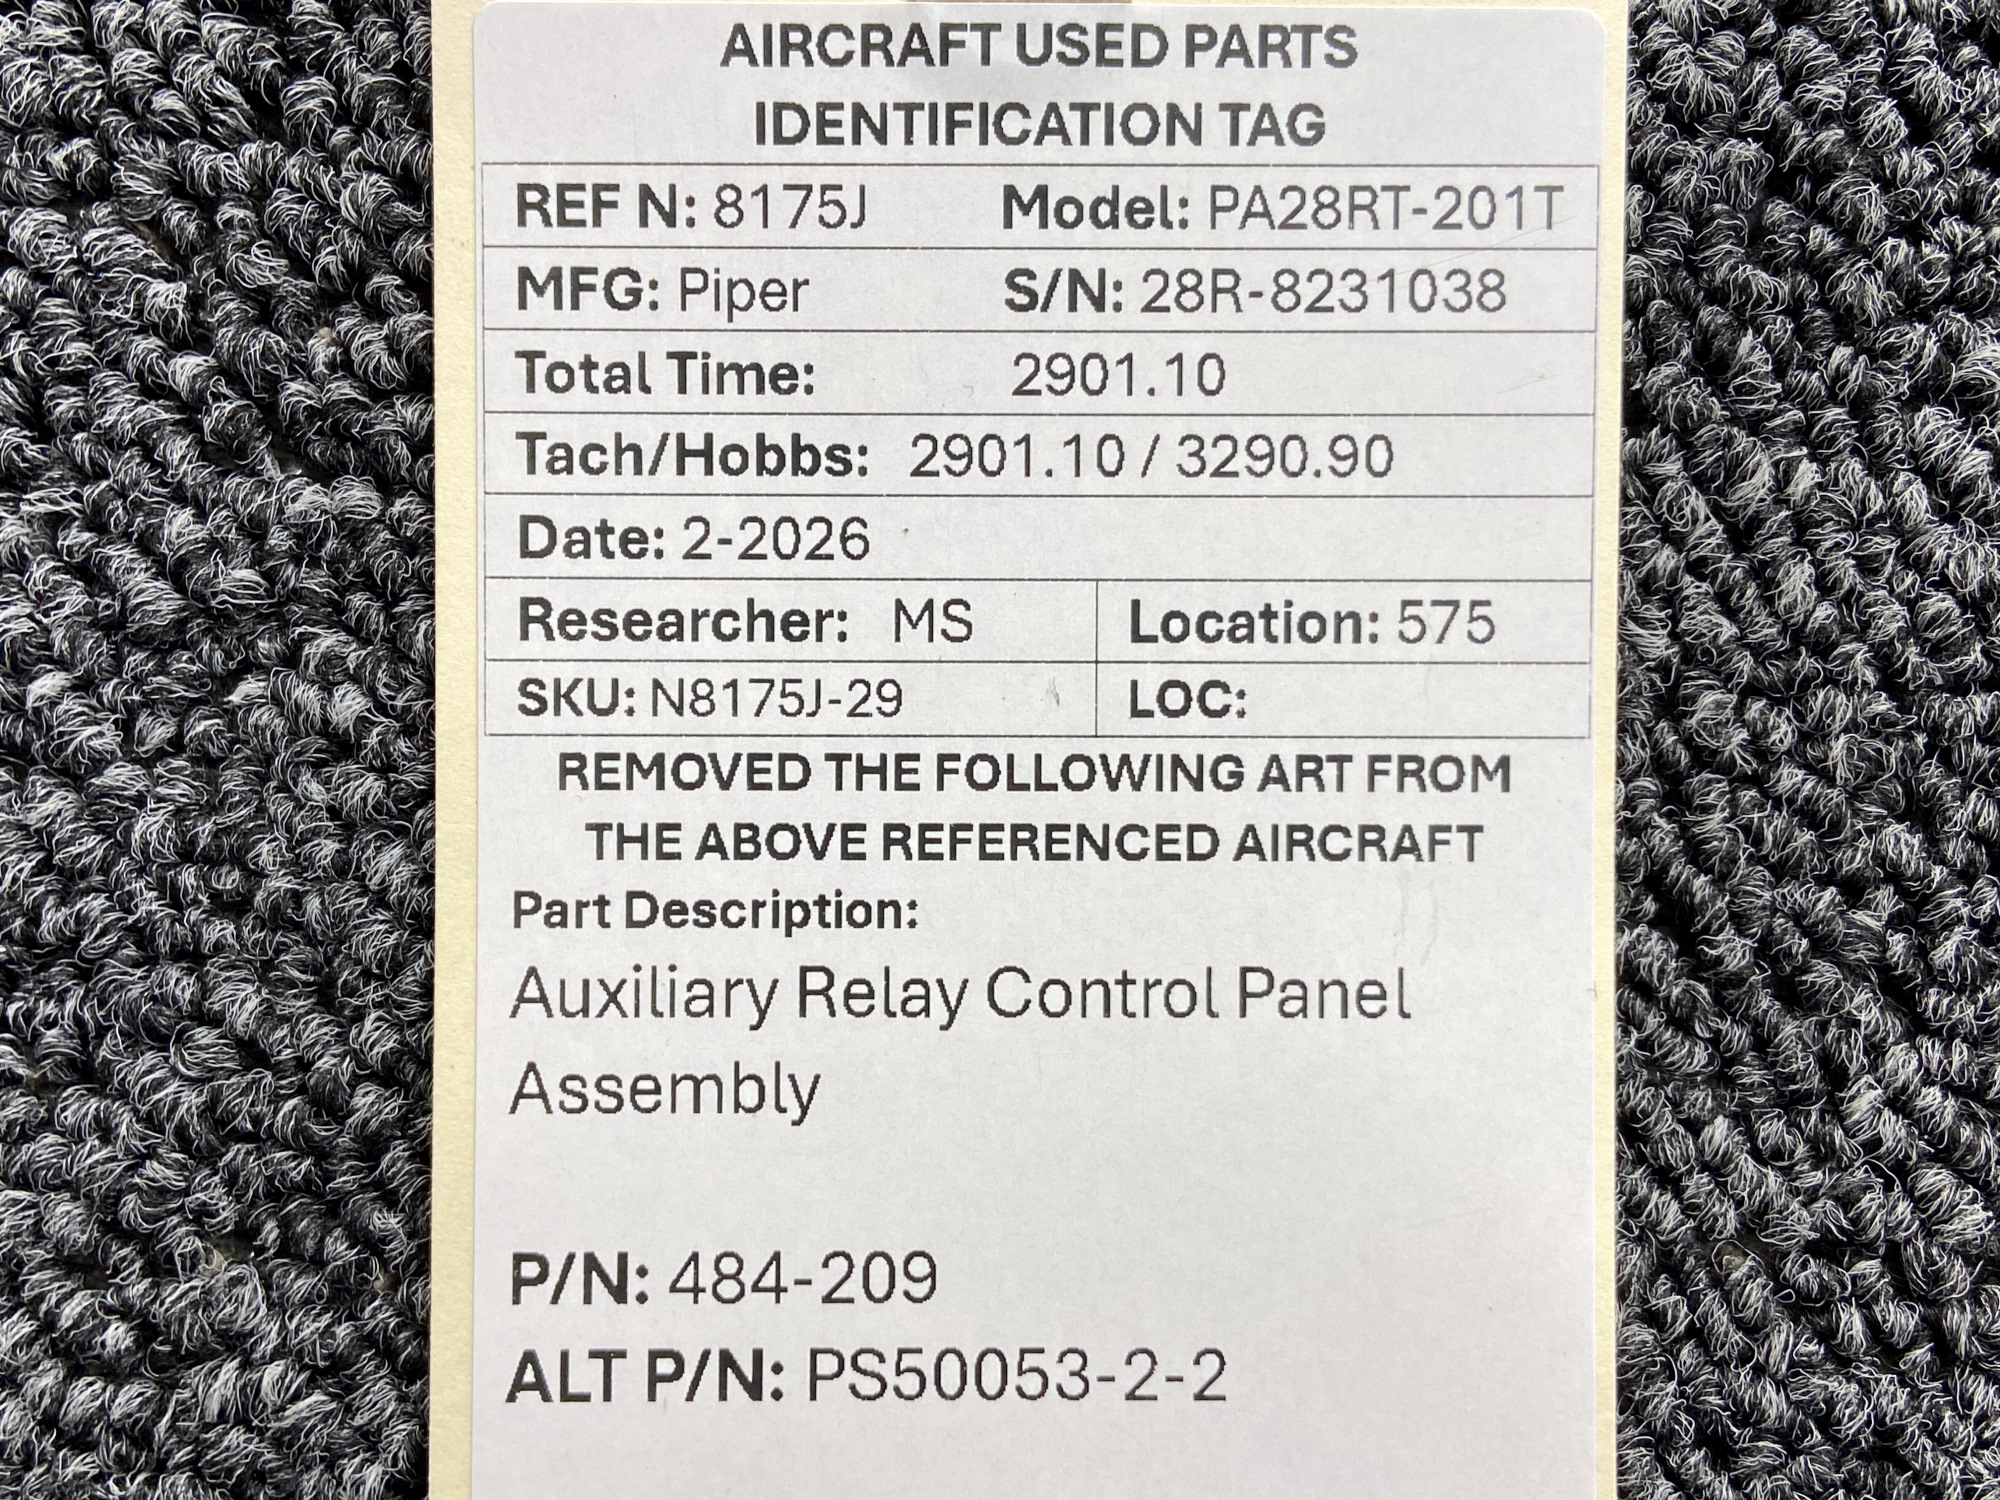 AIRCRAFT USED PARTS
IDENTIFICATION TAG
REF N: 8175J Model: PA28RT-201T
MFG: Piper S/N: 28R-8231038
Total Time: 2901.10
Tach/Hobbs: 2901.10 / 3290.90
Date: 2-2026
Researcher: MS Location: 575
SKU: N8175J-29 LOC:
REMOVED THE FOLLOWING ART FROM
THE ABOVE REFERENCED AIRCRAFT
Part Description:
Auxiliary Relay Control Panel
Assembly
P/N: 484-209
ALT P/N: PS50053-2-2